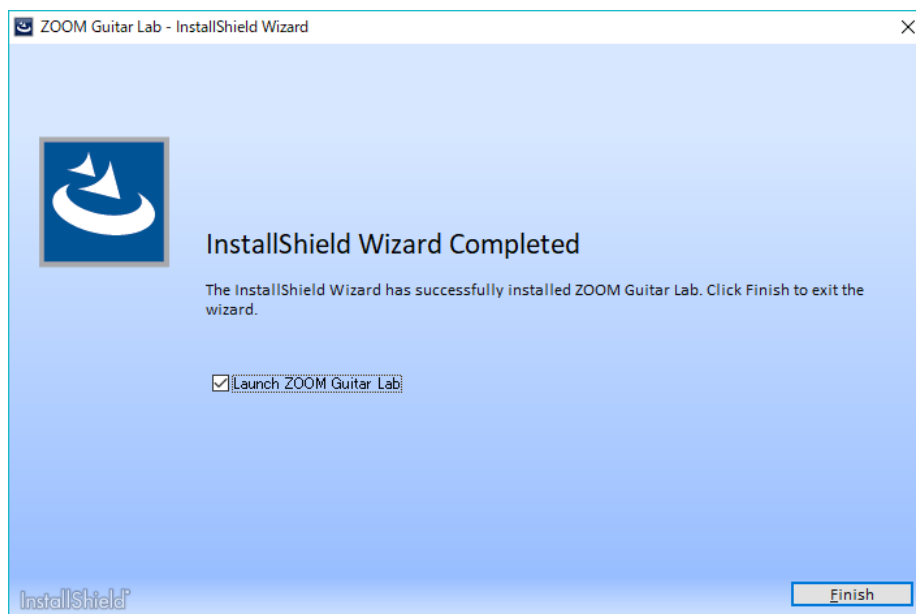 ZOOM Guitar Lab - InstallShield Wizard
InstallShield Wizard Completed
The InstallShield Wizard has successfully installed ZOOM Guitar Lab. Click Finish to exit the
wizard.
Launch ZOOM Guitar Lab
InstallShield®
Finish